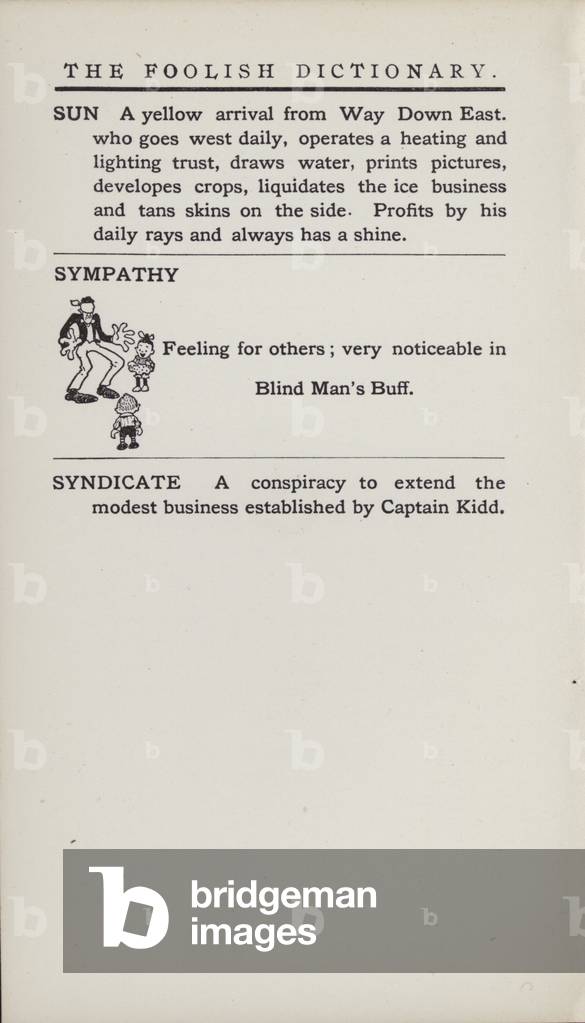 THE FOOLISH DICTIONARY.
SUN A yellow arrival from Way Down East.
who goes west daily, operates a heating and
lighting trust, draws water, prints pictures,
developes crops, liquidates the ice business
and tans skins on the side. Profits by his
daily rays and always has a shine.
SYMPATHY
Feeling for others; very noticeable in
Blind Man's Buff.
SYNDICATE A conspiracy to extend the
modest business established by Captain Kidd.
b bridgeman
images